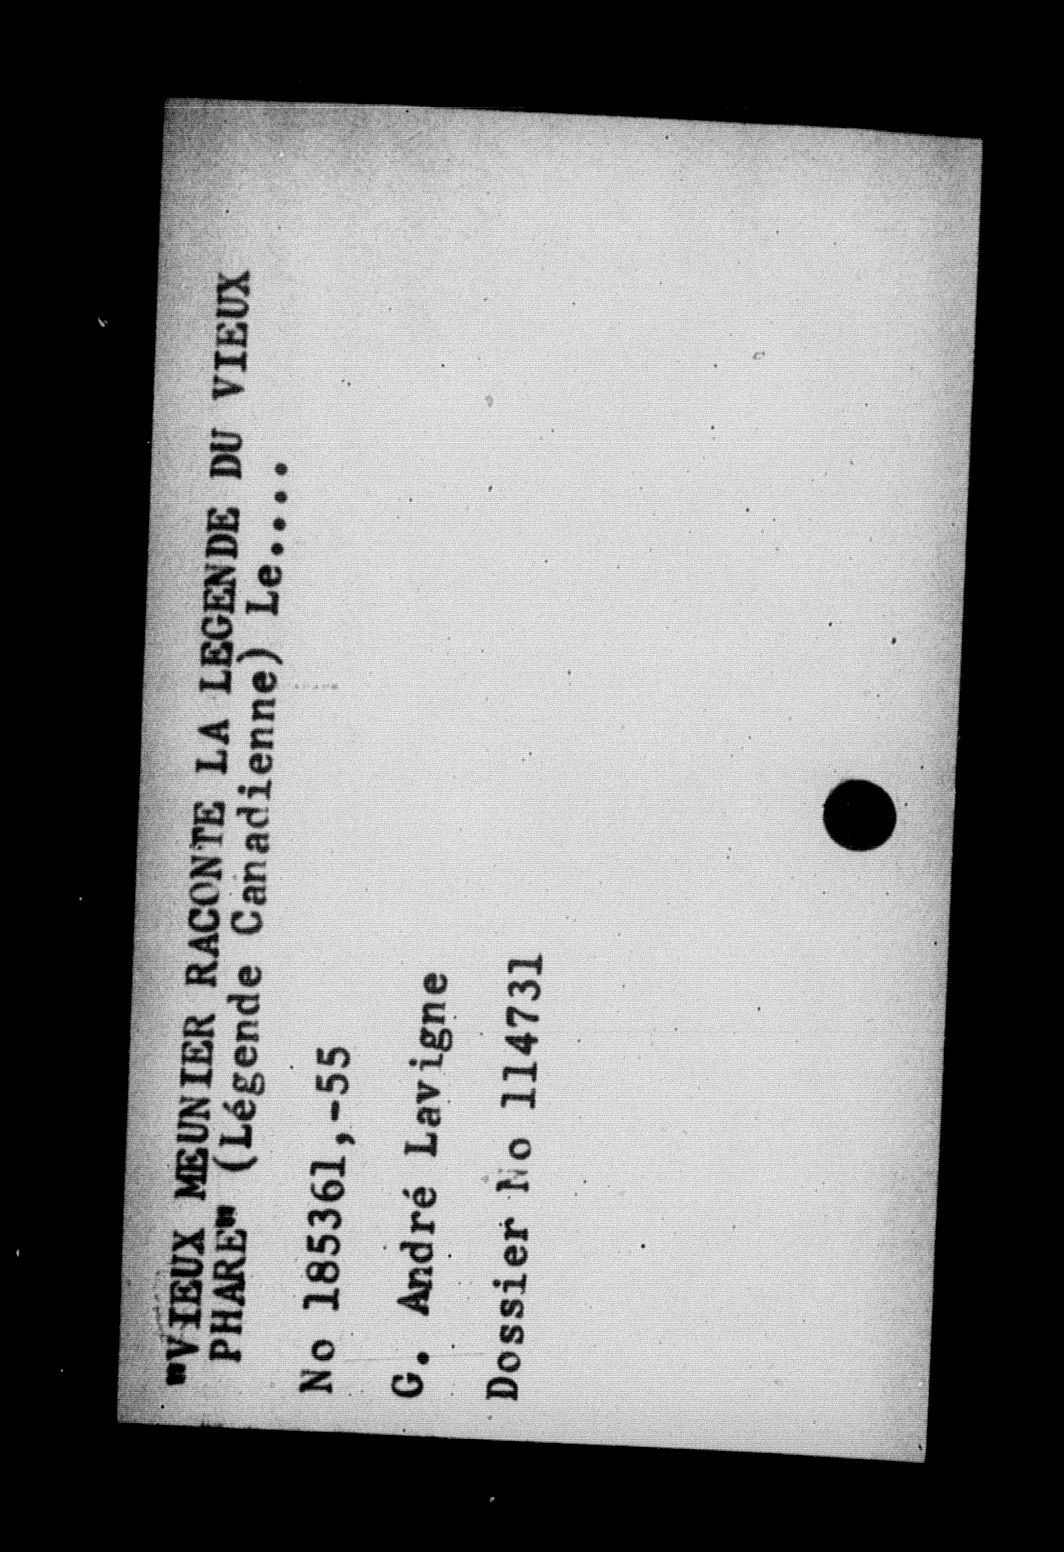 "VIEUX MEUNIER RACONTE LA LEGENDE DU VIEUX
PHARE" (Légende Canadienne) Le....
No 185361,-55
G. André Lavigne
Dossier No 114731